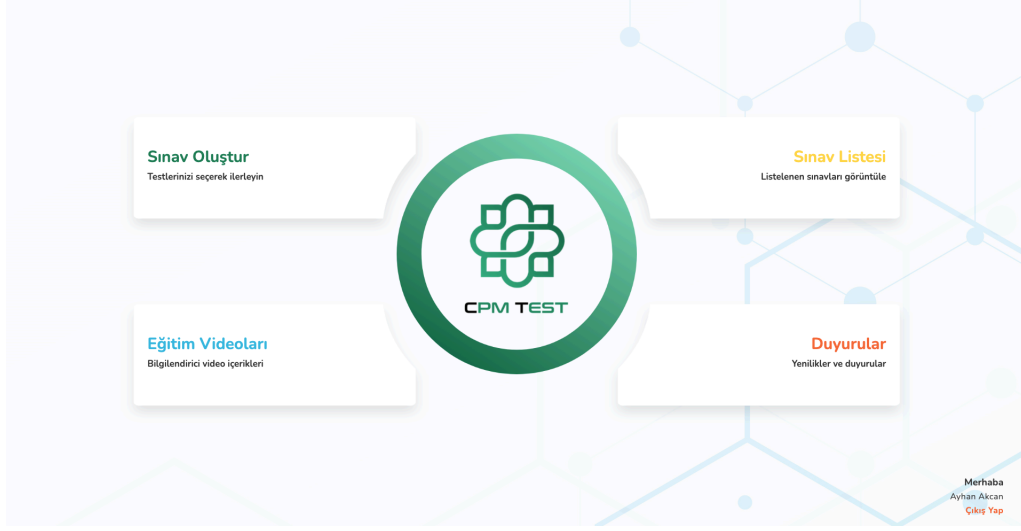 Sınav Oluştur
Testlerinizi seçerek ilerleyin
Sınav Listesi
Listelenen sınavları görüntüle
CPM TEST
Eğitim Videoları
Bilgilendirici video içerikleri
Duyurular
Yenilikler ve duyurular
Merhaba
Ayhan Akcan
Çıkış Yap